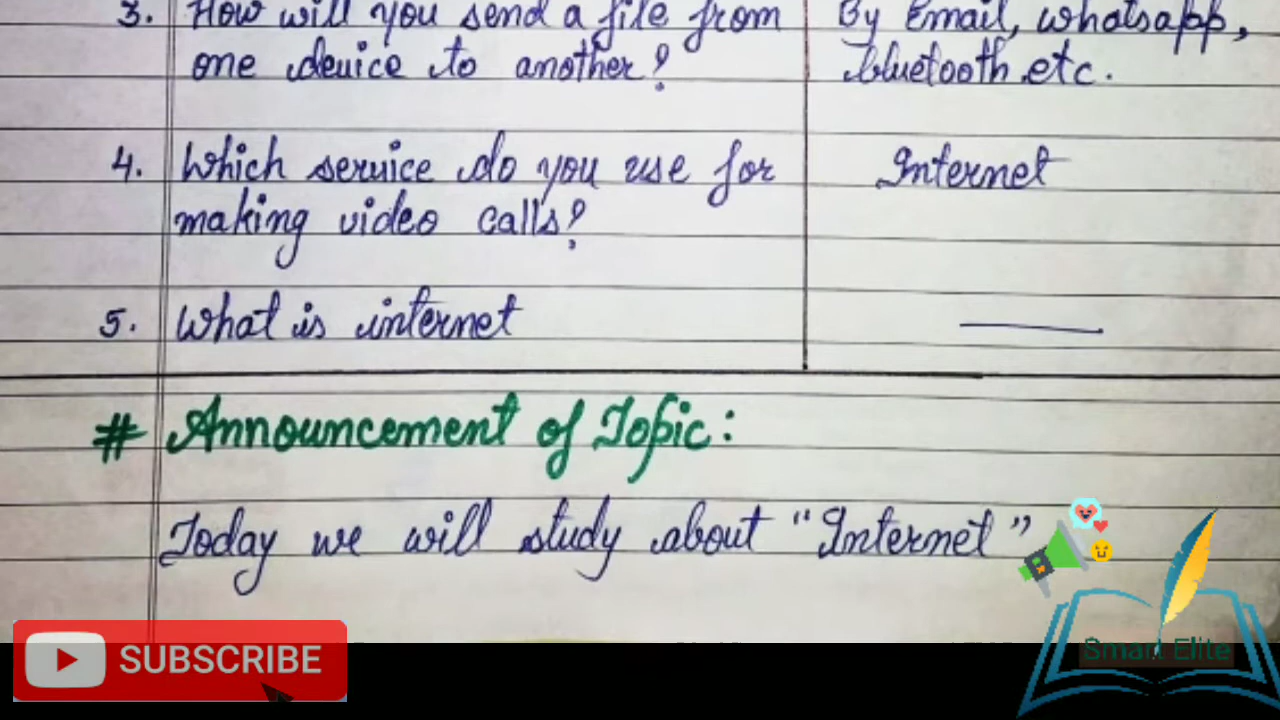 3. How will you send a file from By Email, whatsapp,
one device to another? bluetooth etc.
4. Which service do you use for Internet
making video calls?
5. What is internet
# Announcement of Topic:
Today we will study about "Internet"
SUBSCRIBE
Smart Elite